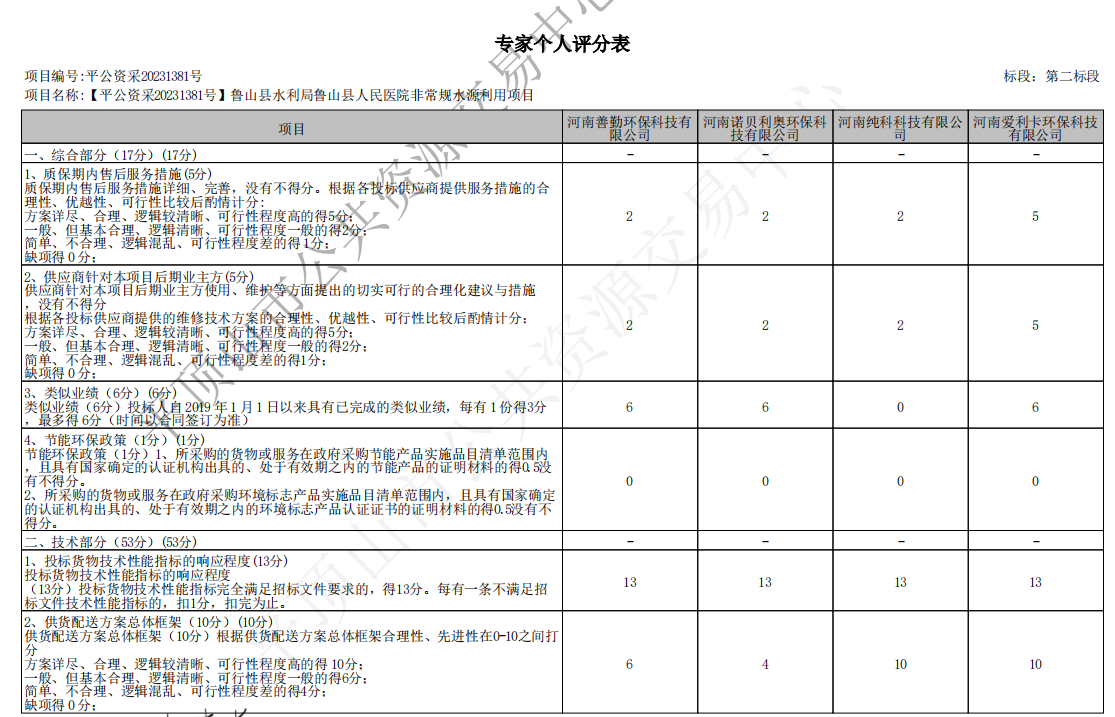 专家个人评分表
项目编号:平公资采20231381号
标段：第二标段
项目名称:【平公资采20231381号】鲁山县水利局鲁山县人民医院非常规水源利用项目
项目
河南善勤环保科技有限公司
河南诺贝利奥环保科技有限公司
河南纯科科技有限公司
河南爱利卡环保科技有限公司
一、综合部分（17分）(17分)
－ － － －
1、质保期内售后服务措施(5分)
质保期内售后服务措施详细、完善，没有不得分。根据各投标供应商提供服务措施的合
理性、优越性、可行性比较后酌情计分:
方案详尽、合理、逻辑较清晰、可行性程度高的得5分;
一般、但基本合理、逻辑清晰、可行性程度一般的得2分;
简单、不合理、逻辑混乱、可行性程度差的得1分;
缺项得0分;
2 2 2 5
2、供应商针对本项目后期业主方(5分)
供应商针对本项目后期业主方使用、维护等方面提出的切实可行的合理化建议与措施
，没有不得分
根据各投标供应商提供的维修技术方案的合理性、优越性、可行性比较后酌情计分:
方案详尽、合理、逻辑较清晰、可行性程度高的得5分;
一般、但基本合理、逻辑清晰、可行性程度一般的得2分;
简单、不合理、逻辑混乱、可行性程度差的得1分;
缺项得0分;
2 2 2 5
3、类似业绩（6分）(6分)
类似业绩（6分）投标人自2019年1月1日以来具有已完成的类似业绩，每有1份得3分
，最多得6分（时间以合同签订为准）
6 6 0 6
4、节能环保政策（1分）(1分)
节能环保政策（1分）1、所采购的货物或服务在政府采购节能产品实施品目清单范围内
，且具有国家确定的认证机构出具的、处于有效期之内的节能产品的证明材料的得0.5没
有不得分。
2、所采购的货物或服务在政府采购环境标志产品实施品目清单范围内，且具有国家确定
的认证机构出具的、处于有效期之内的环境标志产品认证证书的证明材料的得0.5没有不
得分。
0 0 0 0
二、技术部分（53分）(53分)
－ － － －
1、投标货物技术性能指标的响应程度(13分)
投标货物技术性能指标的响应程度
（13分）投标货物技术性能指标完全满足招标文件要求的，得13分。每有一条不满足招
标文件技术性能指标的，扣1分，扣完为止。
13 13 13 13
2、供货配送方案总体框架（10分）(10分)
供货配送方案总体框架（10分）根据供货配送方案总体框架合理性、先进性在0-10之间打
分
方案详尽、合理、逻辑较清晰、可行性程度高的得10分;
一般、但基本合理、逻辑清晰、可行性程度一般的得6分;
简单、不合理、逻辑混乱、可行性程度差的得4分;
缺项得0分;
6 4 10 10
平顶山市公共资源交易中心
平顶山市公共资源交易中心